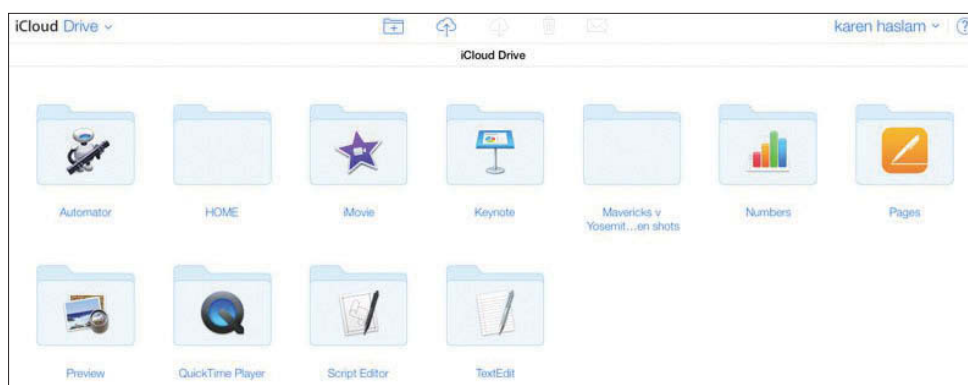 iCloud Drive karen haslam
iCloud Drive
Automator HOME iMovie Keynote Mavericks v Numbers Pages
Yosemit...en shots
Preview QuickTime Player Script Editor TextEdit